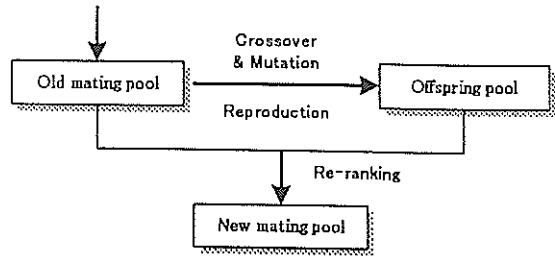 Crossover
& Mutation
Old mating pool
Offspring pool
Reproduction
Re-ranking
New mating pool